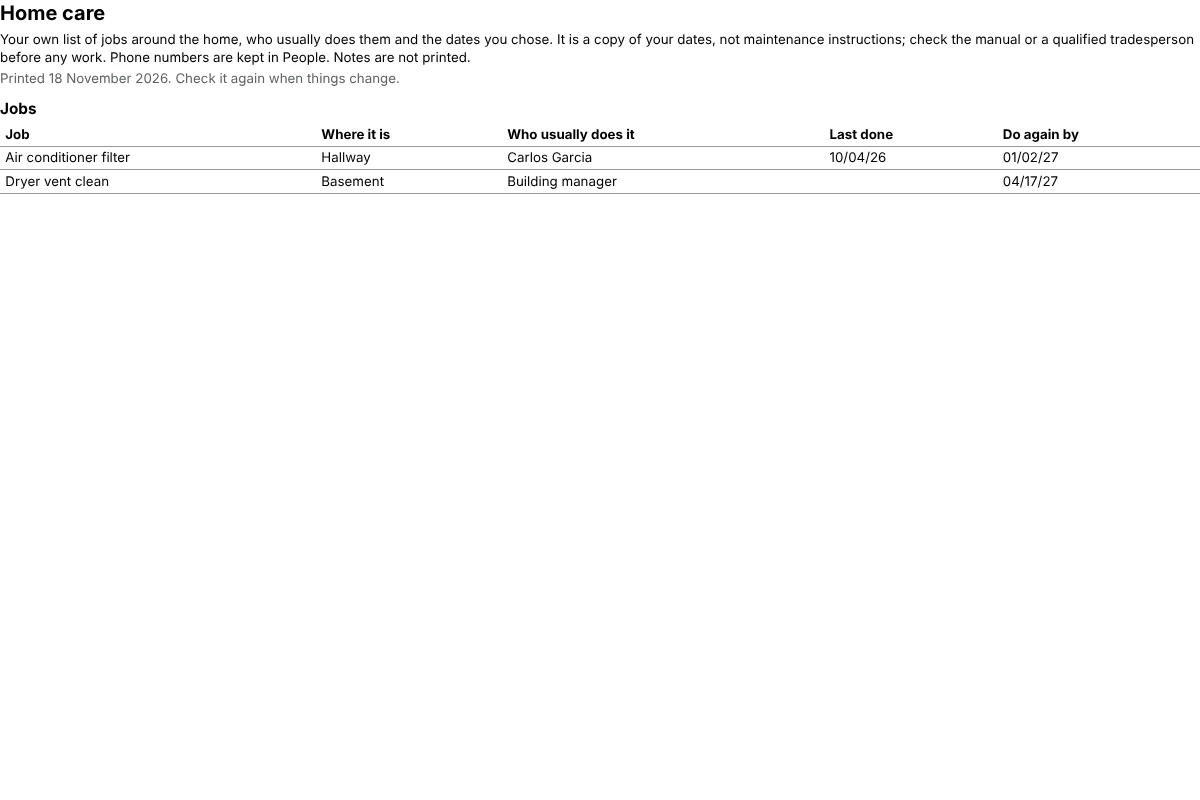 Home care
Your own list of jobs around the home, who usually does them and the dates you chose. It is a copy of your dates, not maintenance instructions; check the manual or a qualified tradesperson
before any work. Phone numbers are kept in People. Notes are not printed.
Printed 18 November 2026. Check it again when things change.
Jobs
Job Where it is Who usually does it Last done Do again by
Air conditioner filter Hallway Carlos Garcia 10/04/26 01/02/27
Dryer vent clean Basement Building manager 04/17/27